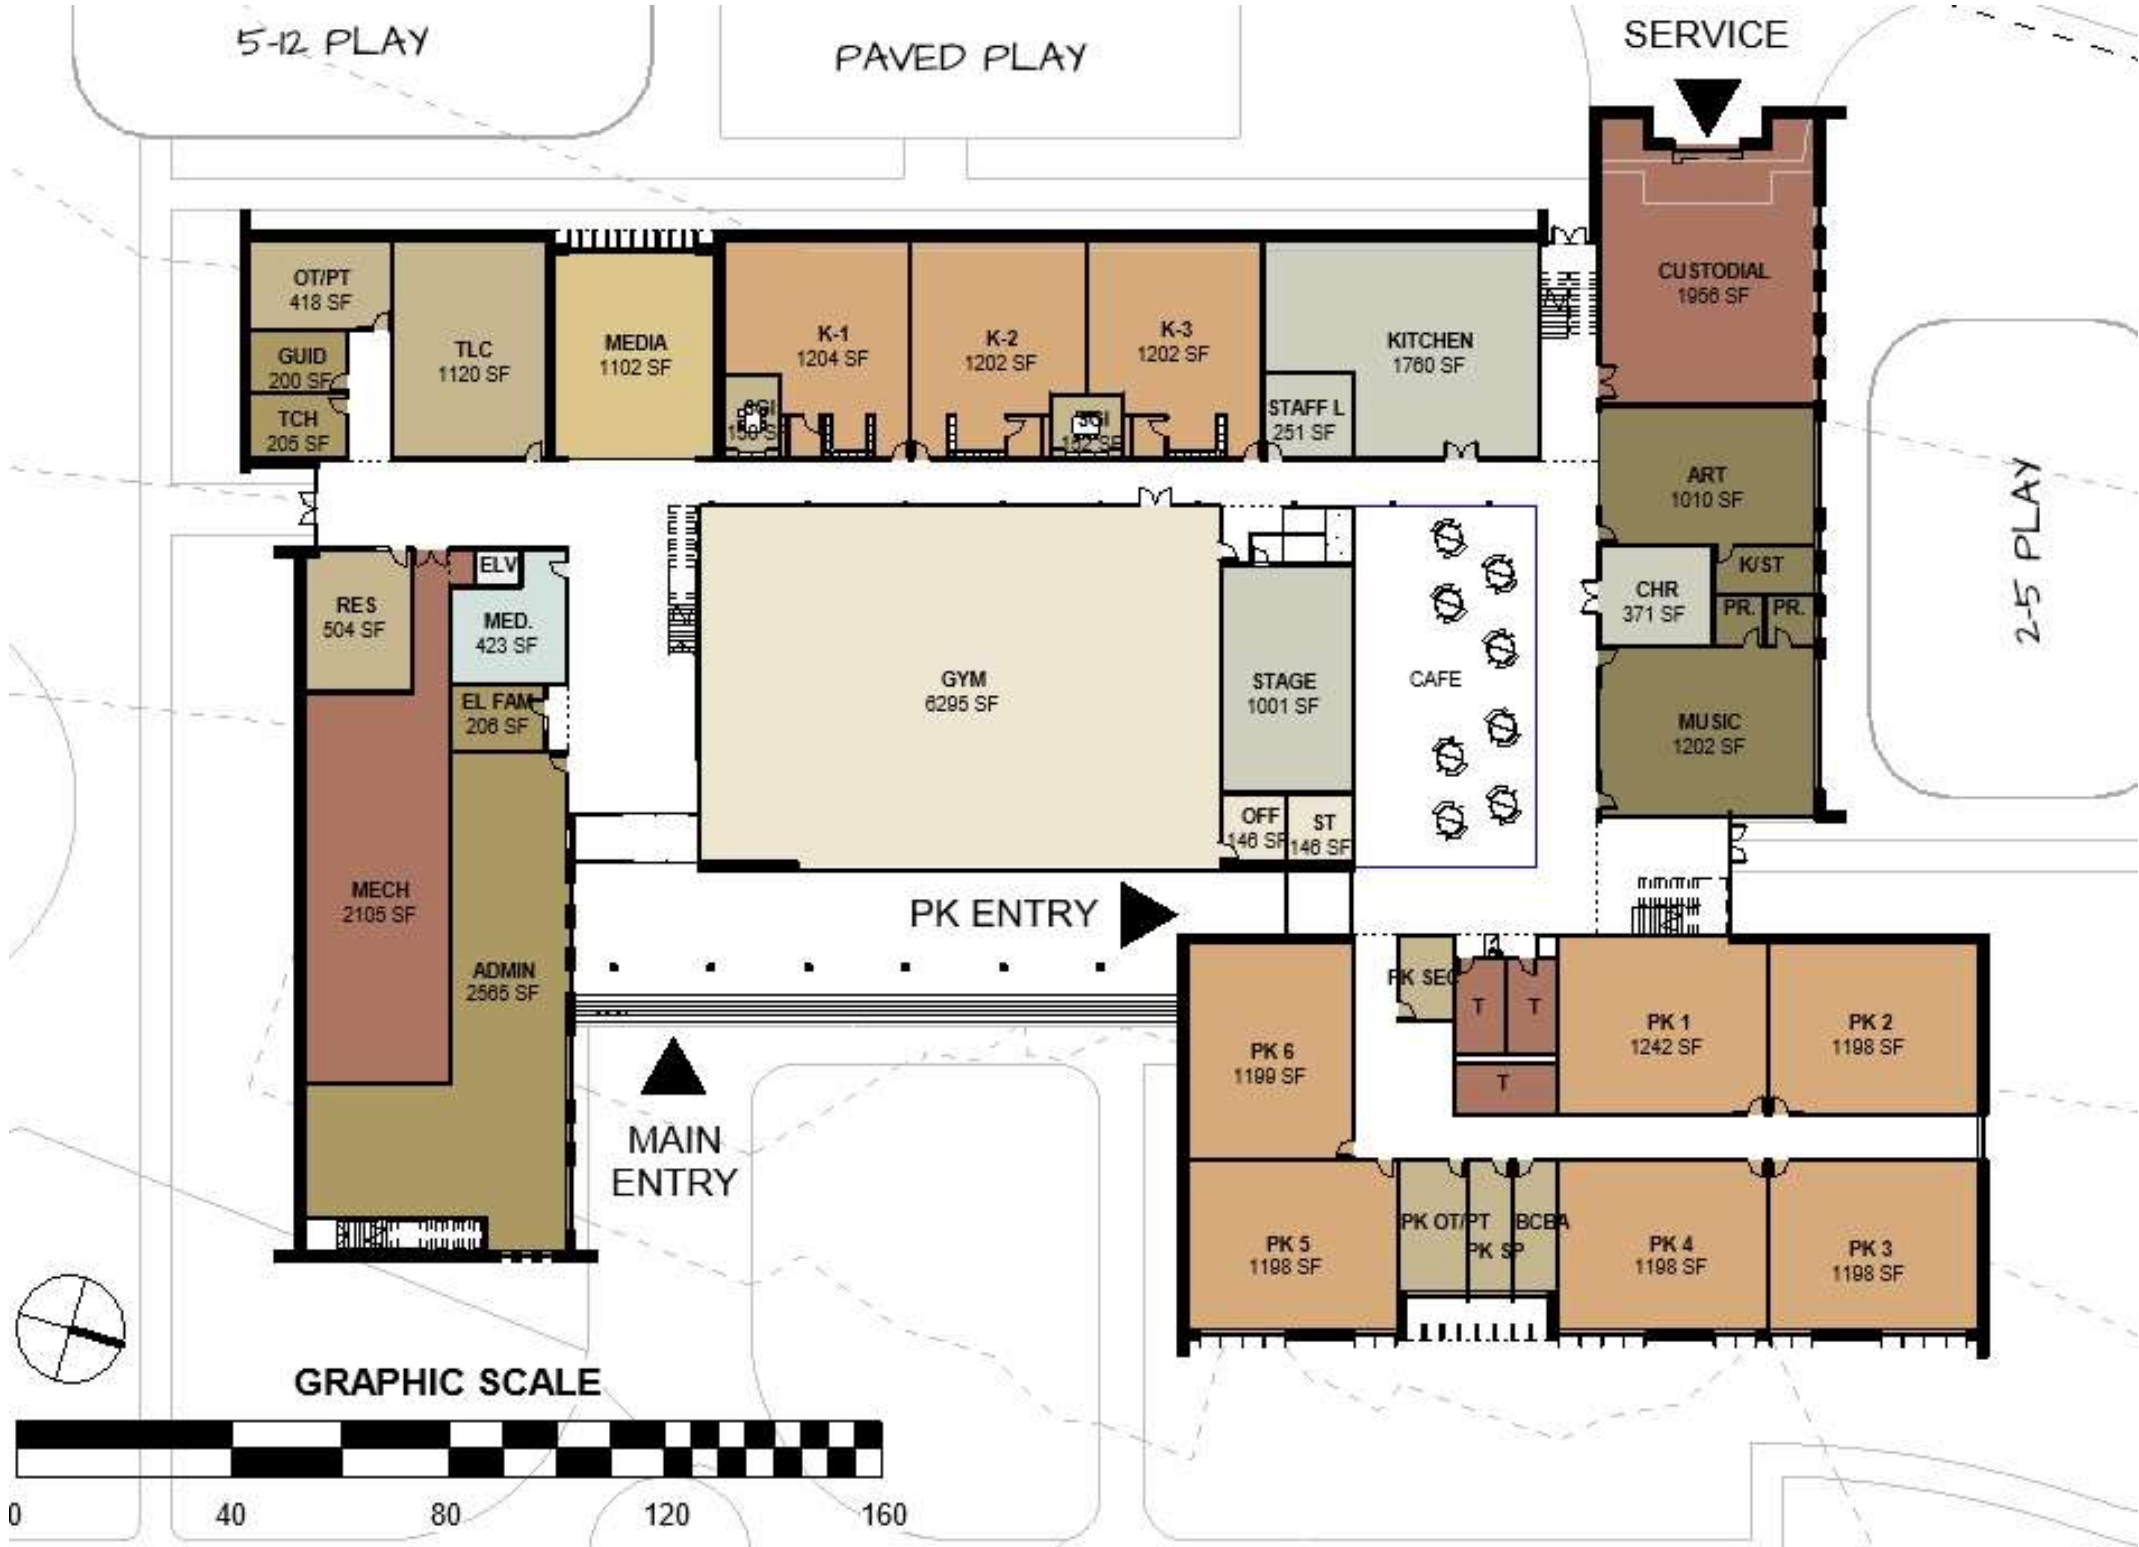 5-12 PLAY
PAVED PLAY
SERVICE
OT/PT
418 SF
GUID
200 SF
TCH
205 SF
TLC
1120 SF
MEDIA
1102 SF
K-1
1204 SF
SGI
K-2
1202 SF
SGI
152 SF
K-3
1202 SF
KITCHEN
1760 SF
STAFF L
251 SF
CUSTODIAL
1956 SF
ART
1010 SF
K/ST
CHR
371 SF
PR.
PR.
MUSIC
1202 SF
2-5 PLAY
RES
504 SF
ELV
MED.
423 SF
EL FAM
206 SF
GYM
6295 SF
STAGE
1001 SF
CAFE
OFF
146 SF
ST
146 SF
MECH
2105 SF
ADMIN
2565 SF
PK ENTRY
MAIN
ENTRY
PK SEC
T
T
T
PK 1
1242 SF
PK 2
1198 SF
PK 6
1199 SF
PK 5
1198 SF
PK OT/PT
PK SP
BCBA
PK 4
1198 SF
PK 3
1198 SF
GRAPHIC SCALE
0 40 80 120 160